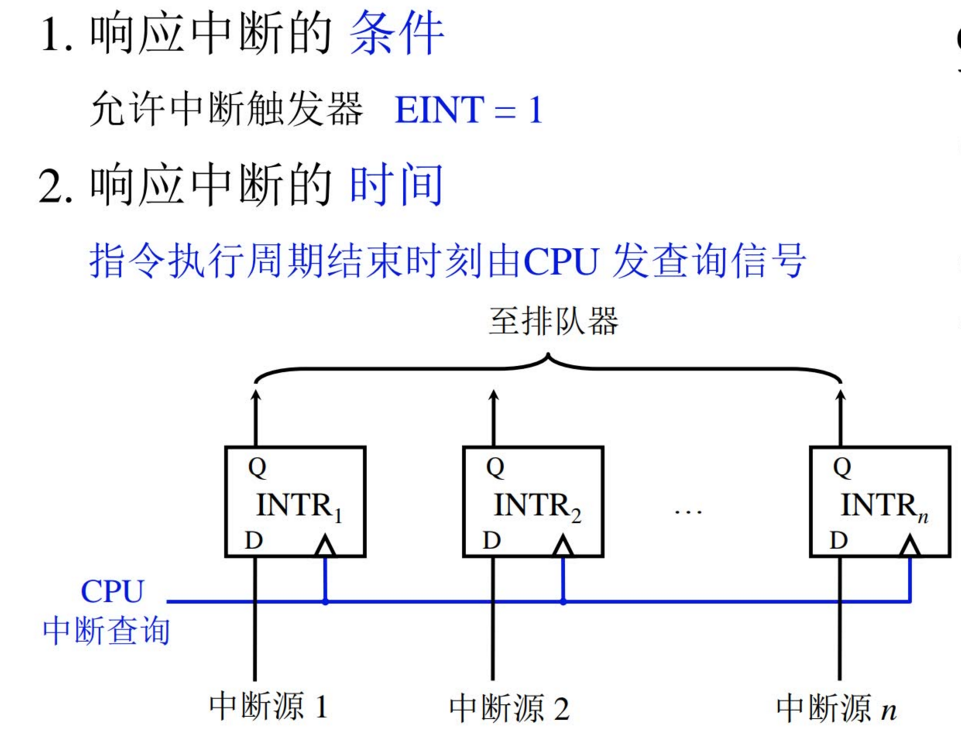 1. 响应中断的 条件
允许中断触发器 EINT = 1
2. 响应中断的 时间
指令执行周期结束时刻由CPU 发查询信号
至排队器
Q Q Q
INTR1 INTR2 … INTRn
D D D
CPU
中断查询
中断源 1 中断源 2 中断源 n